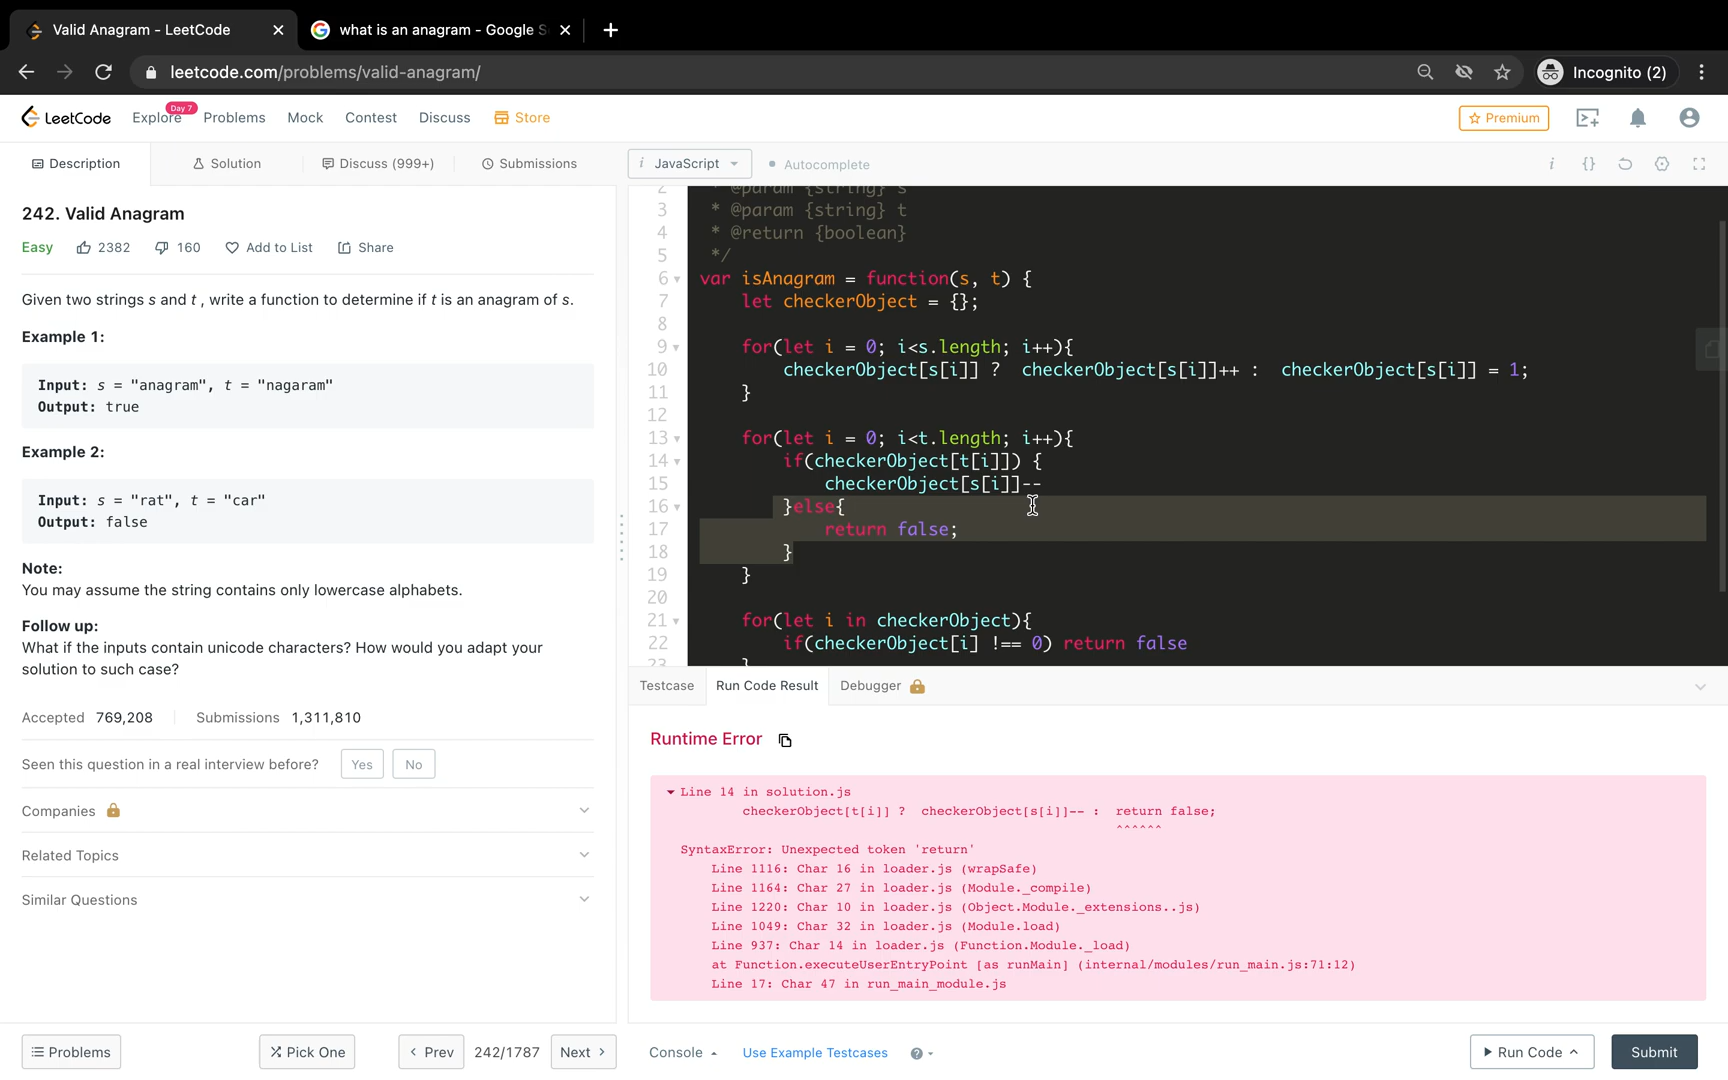 Valid Anagram - LeetCode
what is an anagram - Google S
leetcode.com/problems/valid-anagram/
Incognito (2)
LeetCode
Explore
Day 7
Problems
Mock
Contest
Discuss
Store
Premium
Description
Solution
Discuss (999+)
Submissions
i JavaScript
Autocomplete
242. Valid Anagram
Easy
2382
160
Add to List
Share
Given two strings s and t , write a function to determine if t is an anagram of s.
Example 1:
Input: s = "anagram", t = "nagaram"
Output: true
Example 2:
Input: s = "rat", t = "car"
Output: false
Note:
You may assume the string contains only lowercase alphabets.
Follow up:
What if the inputs contain unicode characters? How would you adapt your
solution to such case?
Accepted 769,208
Submissions 1,311,810
Seen this question in a real interview before?
Yes
No
Companies
Related Topics
Similar Questions
Problems
Pick One
Prev
242/1787
Next
2 * @param {string} s
3 * @param {string} t
4 * @return {boolean}
5 */
6 var isAnagram = function(s, t) {
7 let checkerObject = {};
8
9 for(let i = 0; i<s.length; i++){
10 checkerObject[s[i]] ? checkerObject[s[i]]++ : checkerObject[s[i]] = 1;
11 }
12
13 for(let i = 0; i<t.length; i++){
14 if(checkerObject[t[i]]) {
15 checkerObject[s[i]]--
16 }else{
17 return false;
18 }
19 }
20
21 for(let i in checkerObject){
22 if(checkerObject[i] !== 0) return false
23 }
Testcase
Run Code Result
Debugger
Runtime Error
Line 14 in solution.js
checkerObject[t[i]] ? checkerObject[s[i]]-- : return false;
^^^^^^
SyntaxError: Unexpected token 'return'
Line 1116: Char 16 in loader.js (wrapSafe)
Line 1164: Char 27 in loader.js (Module._compile)
Line 1220: Char 10 in loader.js (Object.Module._extensions..js)
Line 1049: Char 32 in loader.js (Module.load)
Line 937: Char 14 in loader.js (Function.Module._load)
at Function.executeUserEntryPoint [as runMain] (internal/modules/run_main.js:71:12)
Line 17: Char 47 in run_main_module.js
Console
Use Example Testcases
Run Code
Submit